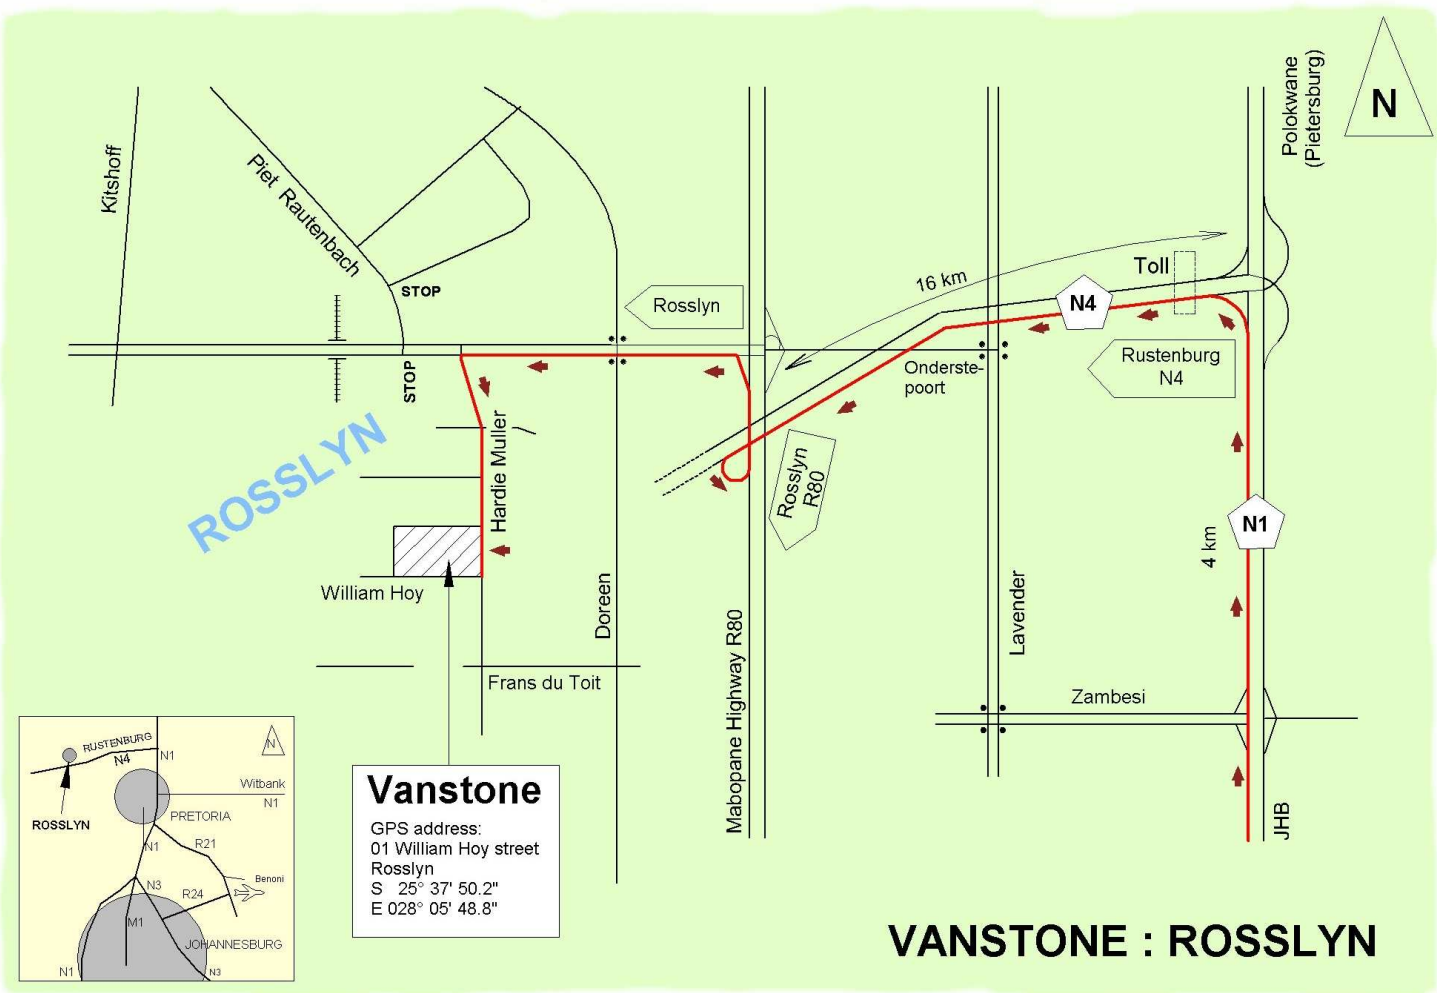 Polokwane
(Pietersburg)
N
Kitshoff
Piet Rautenbach
STOP
STOP
Rosslyn
16 km
Toll
N4
Rustenburg
N4
Onderste-
poort
ROSSLYN
Hardie Muller
Rosslyn
R80
N1
4 km
William Hoy
Doreen
Mabopane Highway R80
Lavender
Frans du Toit
Zambesi
JHB
Vanstone
GPS address:
01 William Hoy street
Rosslyn
S 25° 37' 50.2"
E 028° 05' 48.8"
RUSTENBURG
N4
N1
N
Witbank
N1
ROSSLYN
PRETORIA
N1
R21
Benoni
N3
R24
M1
JOHANNESBURG
N1
N3
VANSTONE : ROSSLYN